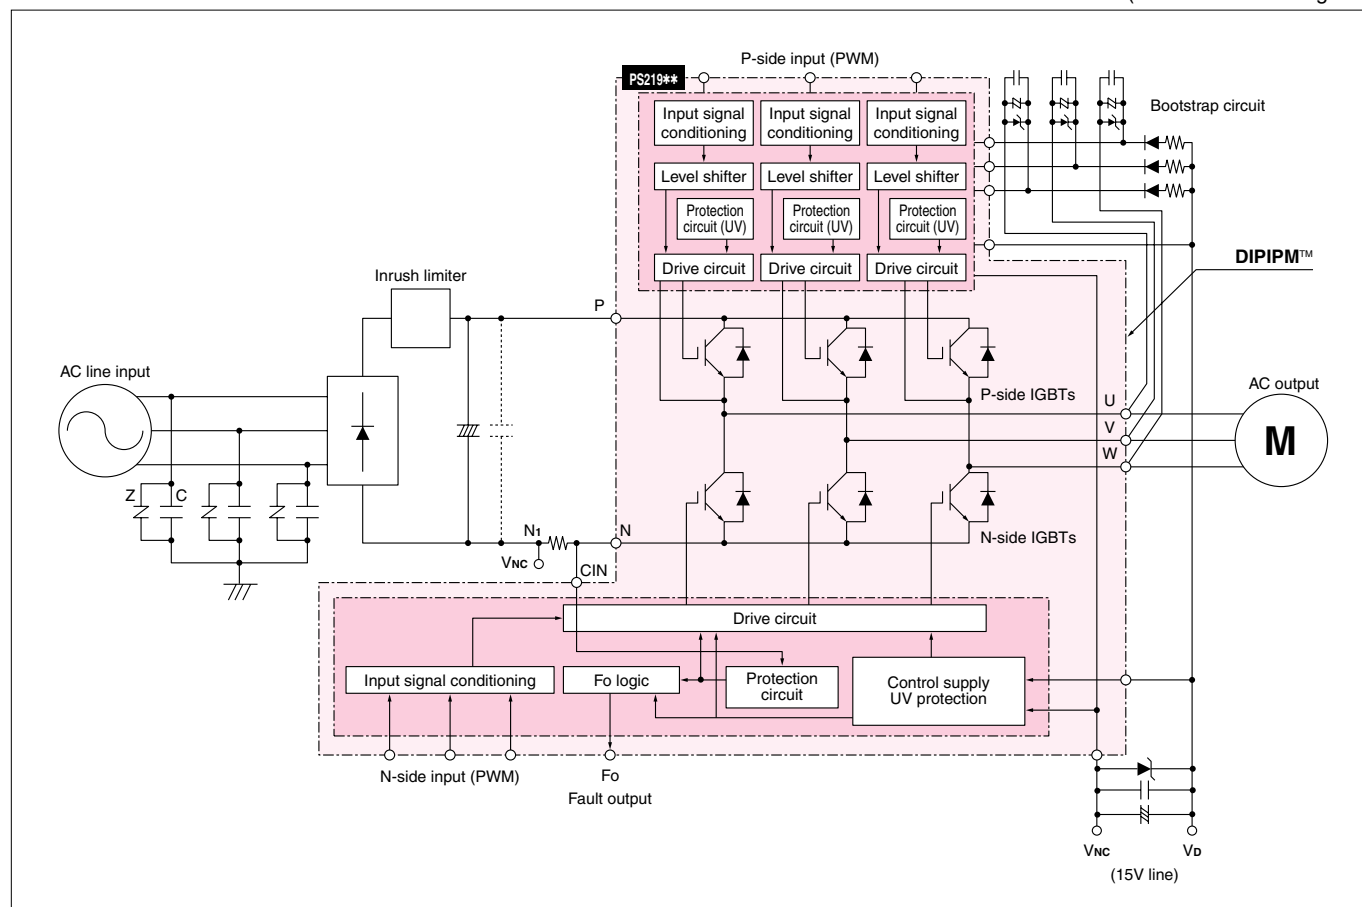 P-side input (PWM)
PS219**
Bootstrap circuit
Input signal
conditioning
Input signal
conditioning
Input signal
conditioning
Level shifter
Level shifter
Level shifter
Protection
circuit (UV)
Protection
circuit (UV)
Protection
circuit (UV)
Drive circuit
Drive circuit
Drive circuit
DIPIPM™
Inrush limiter
P
AC line input
P-side IGBTs
U
V
W
AC output
M
Z
C
N1
N
VNC
CIN
N-side IGBTs
Drive circuit
Input signal conditioning
Fo logic
Protection
circuit
Control supply
UV protection
N-side input (PWM)
Fo
Fault output
VNC
VD
(15V line)